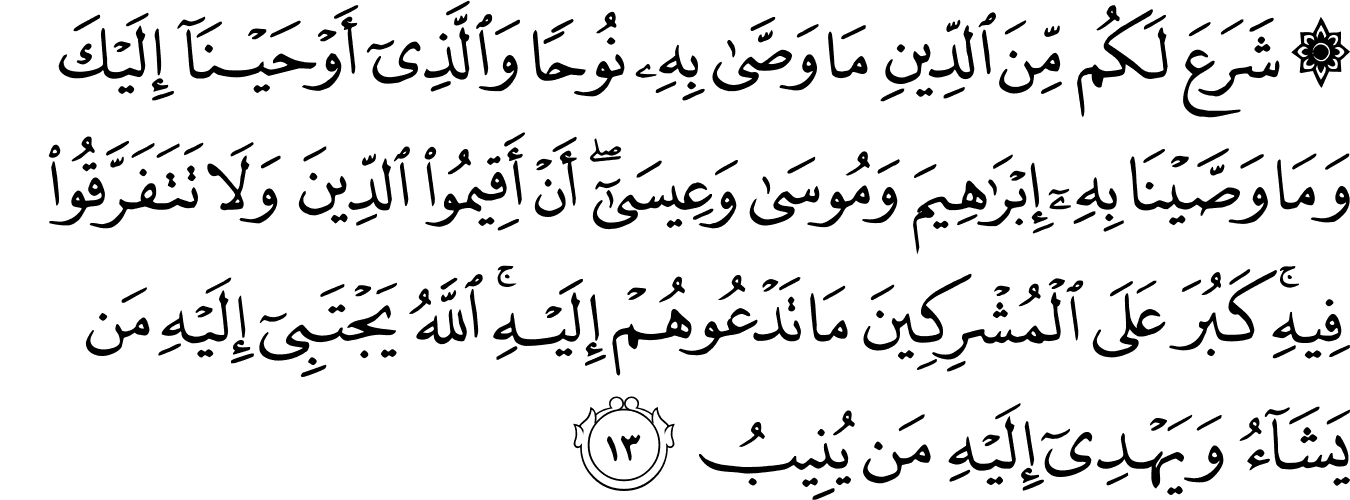 ۞ شَرَعَ لَكُم مِّنَ ٱلدِّينِ مَا وَصَّىٰ بِهِۦ نُوحًا وَٱلَّذِىٓ أَوْحَيْنَآ إِلَيْكَ
وَمَا وَصَّيْنَا بِهِۦٓ إِبْرَٰهِيمَ وَمُوسَىٰ وَعِيسَىٰٓ ۖ أَنْ أَقِيمُوا۟ ٱلدِّينَ وَلَا تَتَفَرَّقُوا۟
فِيهِ ۚ كَبُرَ عَلَى ٱلْمُشْرِكِينَ مَا تَدْعُوهُمْ إِلَيْهِ ۚ ٱللَّهُ يَجْتَبِىٓ إِلَيْهِ مَن
يَشَآءُ وَيَهْدِىٓ إِلَيْهِ مَن يُنِيبُ ١٣